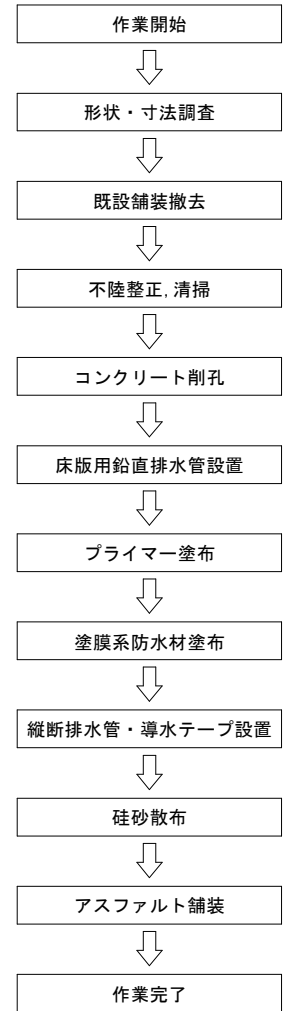 作業開始
形状・寸法調査
既設舗装撤去
不陸整正,清掃
コンクリート削孔
床版用鉛直排水管設置
プライマー塗布
塗膜系防水材塗布
縦断排水管・導水テープ設置
硅砂散布
アスファルト舗装
作業完了